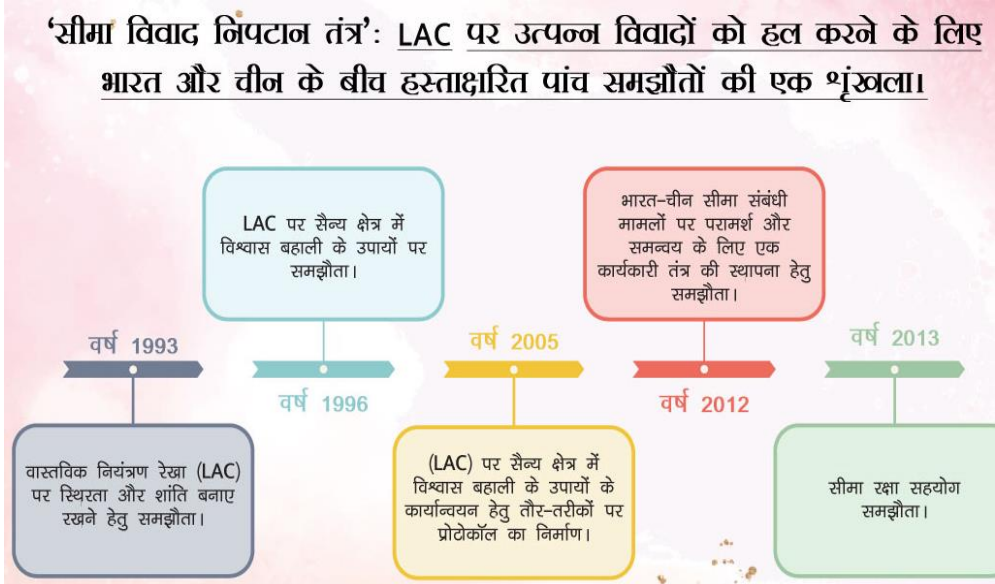 ‘सीमा विवाद निपटान तंत्र’: LAC पर उत्पन्न विवादों को हल करने के लिए
भारत और चीन के बीच हस्ताक्षरित पांच समझौतों की एक शृंखला।
वर्ष 1993
वास्तविक नियंत्रण रेखा (LAC)
पर स्थिरता और शांति बनाए
रखने हेतु समझौता।
LAC पर सैन्य क्षेत्र में
विश्वास बहाली के उपायों पर
समझौता।
वर्ष 1996
वर्ष 2005
(LAC) पर सैन्य क्षेत्र में
विश्वास बहाली के उपायों के
कार्यान्वयन हेतु तौर-तरीकों पर
प्रोटोकॉल का निर्माण।
भारत-चीन सीमा संबंधी
मामलों पर परामर्श और
समन्वय के लिए एक
कार्यकारी तंत्र की स्थापना हेतु
समझौता।
वर्ष 2012
वर्ष 2013
सीमा रक्षा सहयोग
समझौता।